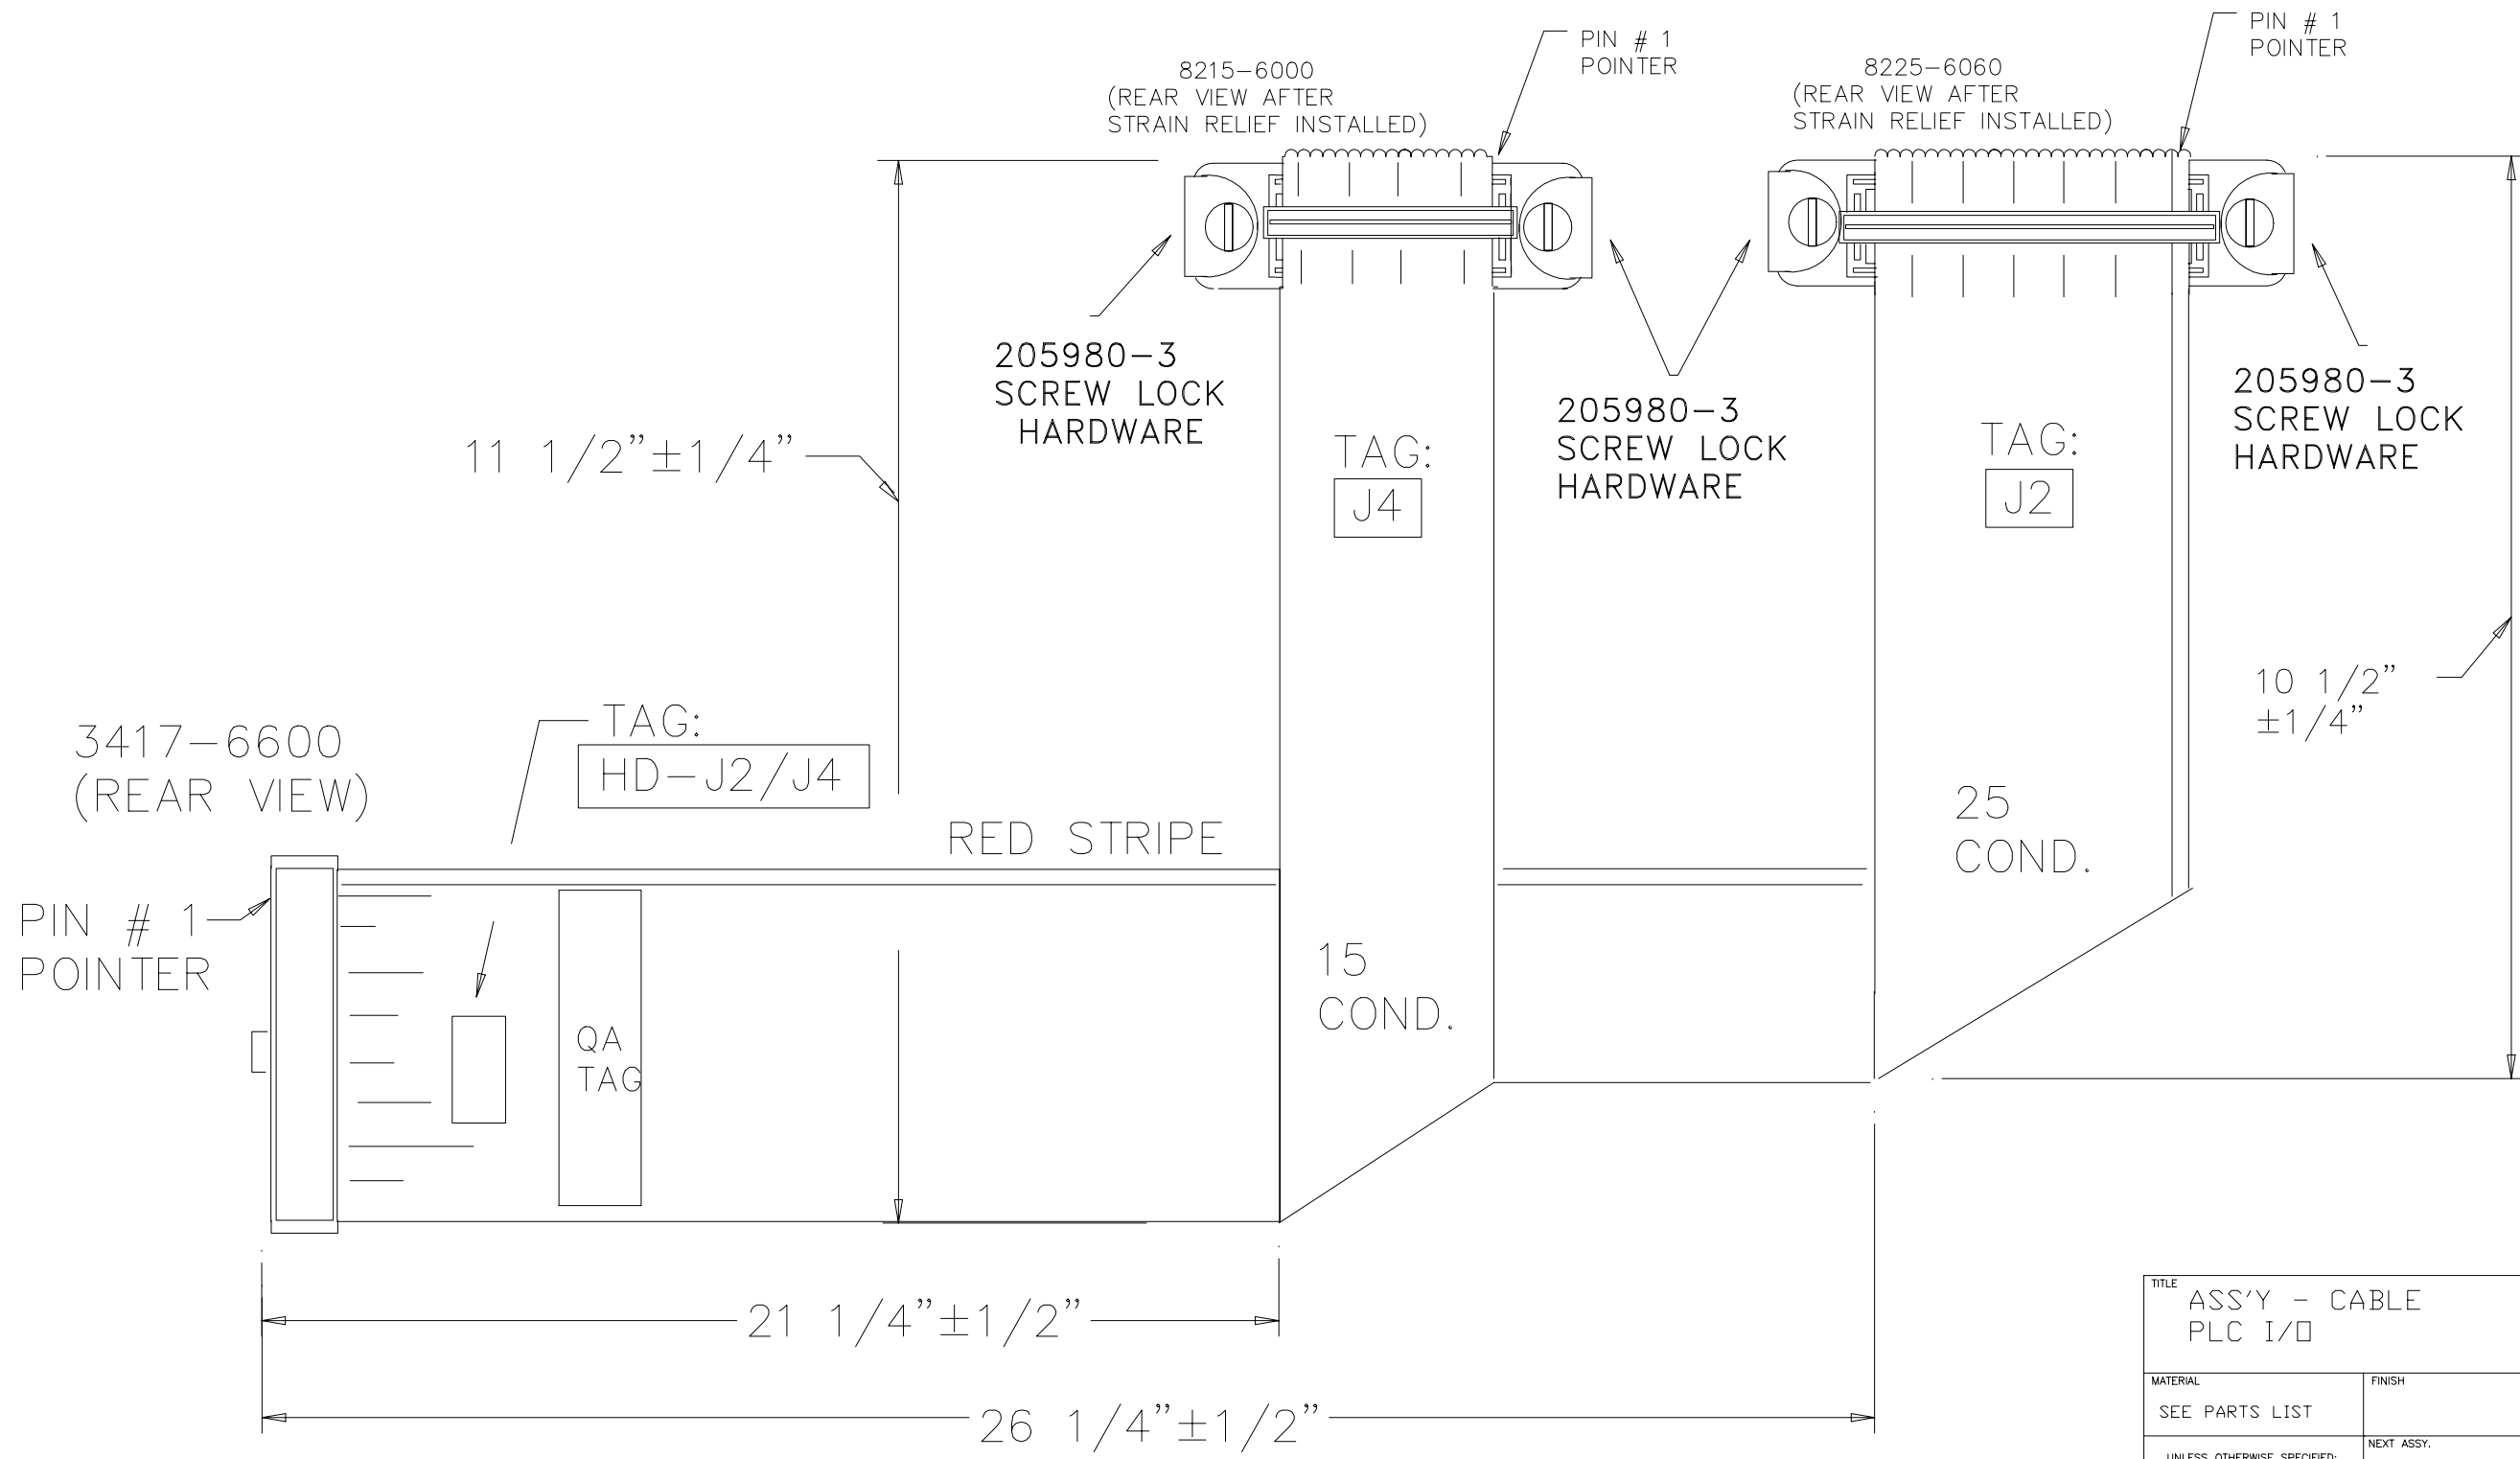 PIN # 1
POINTER
8215-6000
(REAR VIEW AFTER
STRAIN RELIEF INSTALLED)
PIN # 1
POINTER
8225-6060
(REAR VIEW AFTER
STRAIN RELIEF INSTALLED)
205980-3
SCREW LOCK
HARDWARE
11 1/2”±1/4”
TAG:
J4
205980-3
SCREW LOCK
HARDWARE
TAG:
J2
205980-3
SCREW LOCK
HARDWARE
10 1/2”
±1/4”
3417-6600
(REAR VIEW)
TAG:
HD-J2/J4
RED STRIPE
25
COND.
PIN # 1
POINTER
15
COND.
QA
TAG
21 1/4”±1/2”
26 1/4”±1/2”
TITLE
ASS'Y - CABLE
PLC I/O
MATERIAL
SEE PARTS LIST
FINISH
UNLESS OTHERWISE SPECIFIED:
NEXT ASSY.